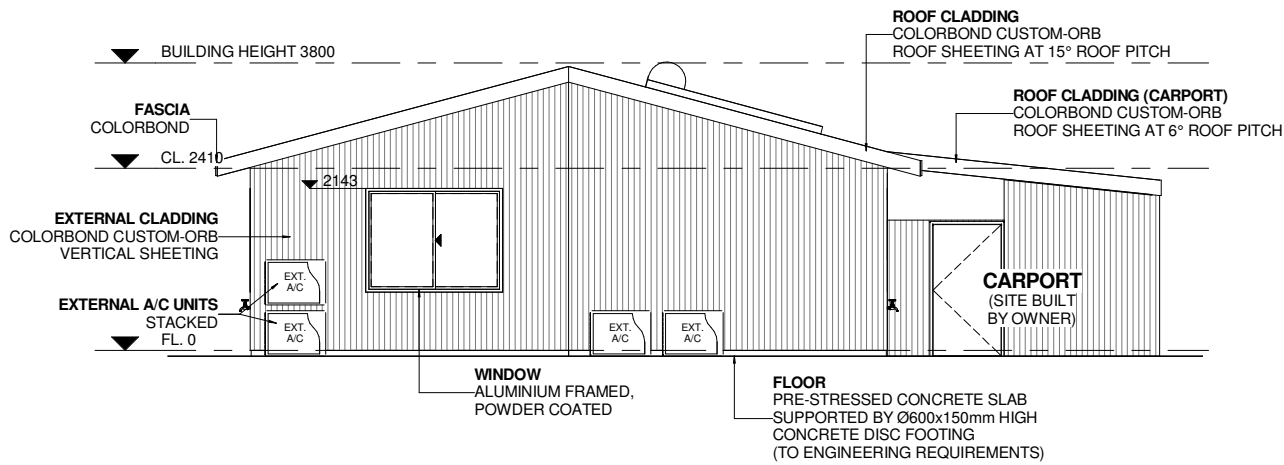 BUILDING HEIGHT 3800
ROOF CLADDING
COLORBOND CUSTOM-ORB
ROOF SHEETING AT 15° ROOF PITCH
FASCIA
COLORBOND
ROOF CLADDING (CARPORT)
COLORBOND CUSTOM-ORB
ROOF SHEETING AT 6° ROOF PITCH
CL. 2410
2143
EXTERNAL CLADDING
COLORBOND CUSTOM-ORB
VERTICAL SHEETING
EXT.
A/C
EXTERNAL A/C UNITS
STACKED
FL. 0
EXT.
A/C
EXT.
A/C
EXT.
A/C
CARPORT
(SITE BUILT
BY OWNER)
WINDOW
ALUMINIUM FRAMED,
POWDER COATED
FLOOR
PRE-STRESSED CONCRETE SLAB
SUPPORTED BY Ø600x150mm HIGH
CONCRETE DISC FOOTING
(TO ENGINEERING REQUIREMENTS)